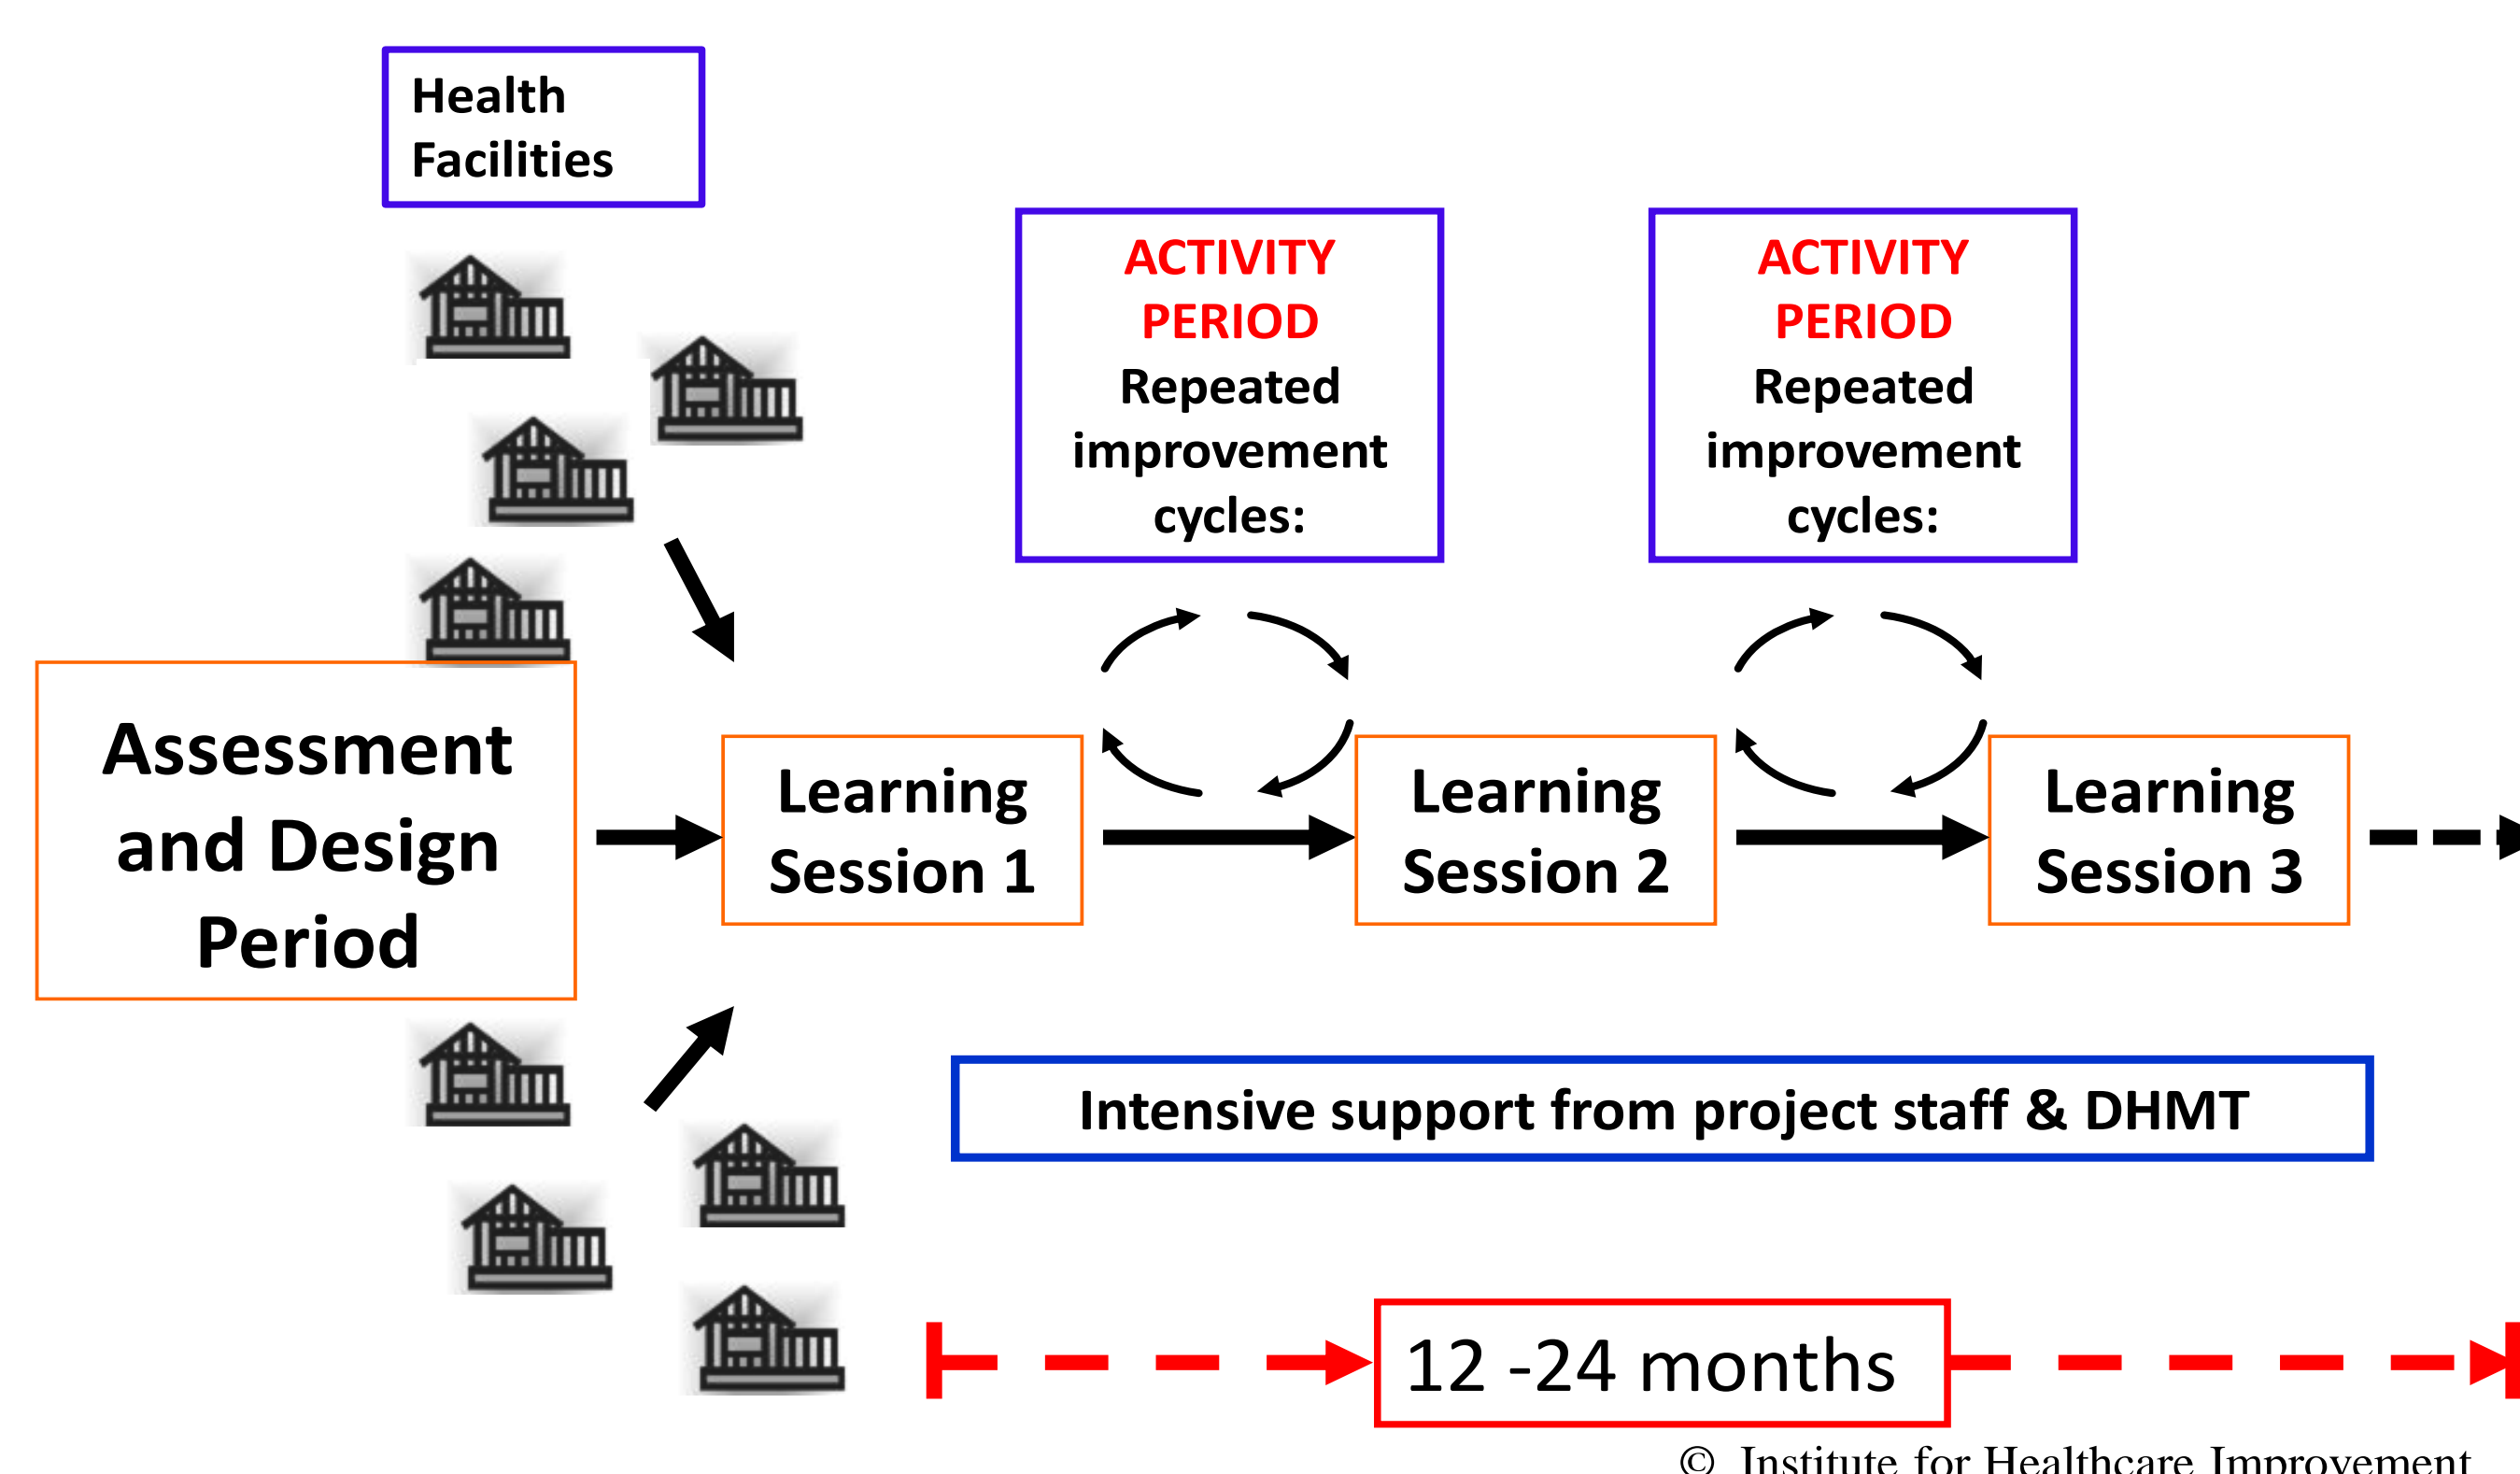 Health
Facilities
ACTIVITY
PERIOD
Repeated
improvement
cycles:
ACTIVITY
PERIOD
Repeated
improvement
cycles:
Assessment
and Design
Period
Learning
Session 1
Learning
Session 2
Learning
Session 3
Intensive support from project staff & DHMT
12 -24 months
© Institute for Healthcare Improvement